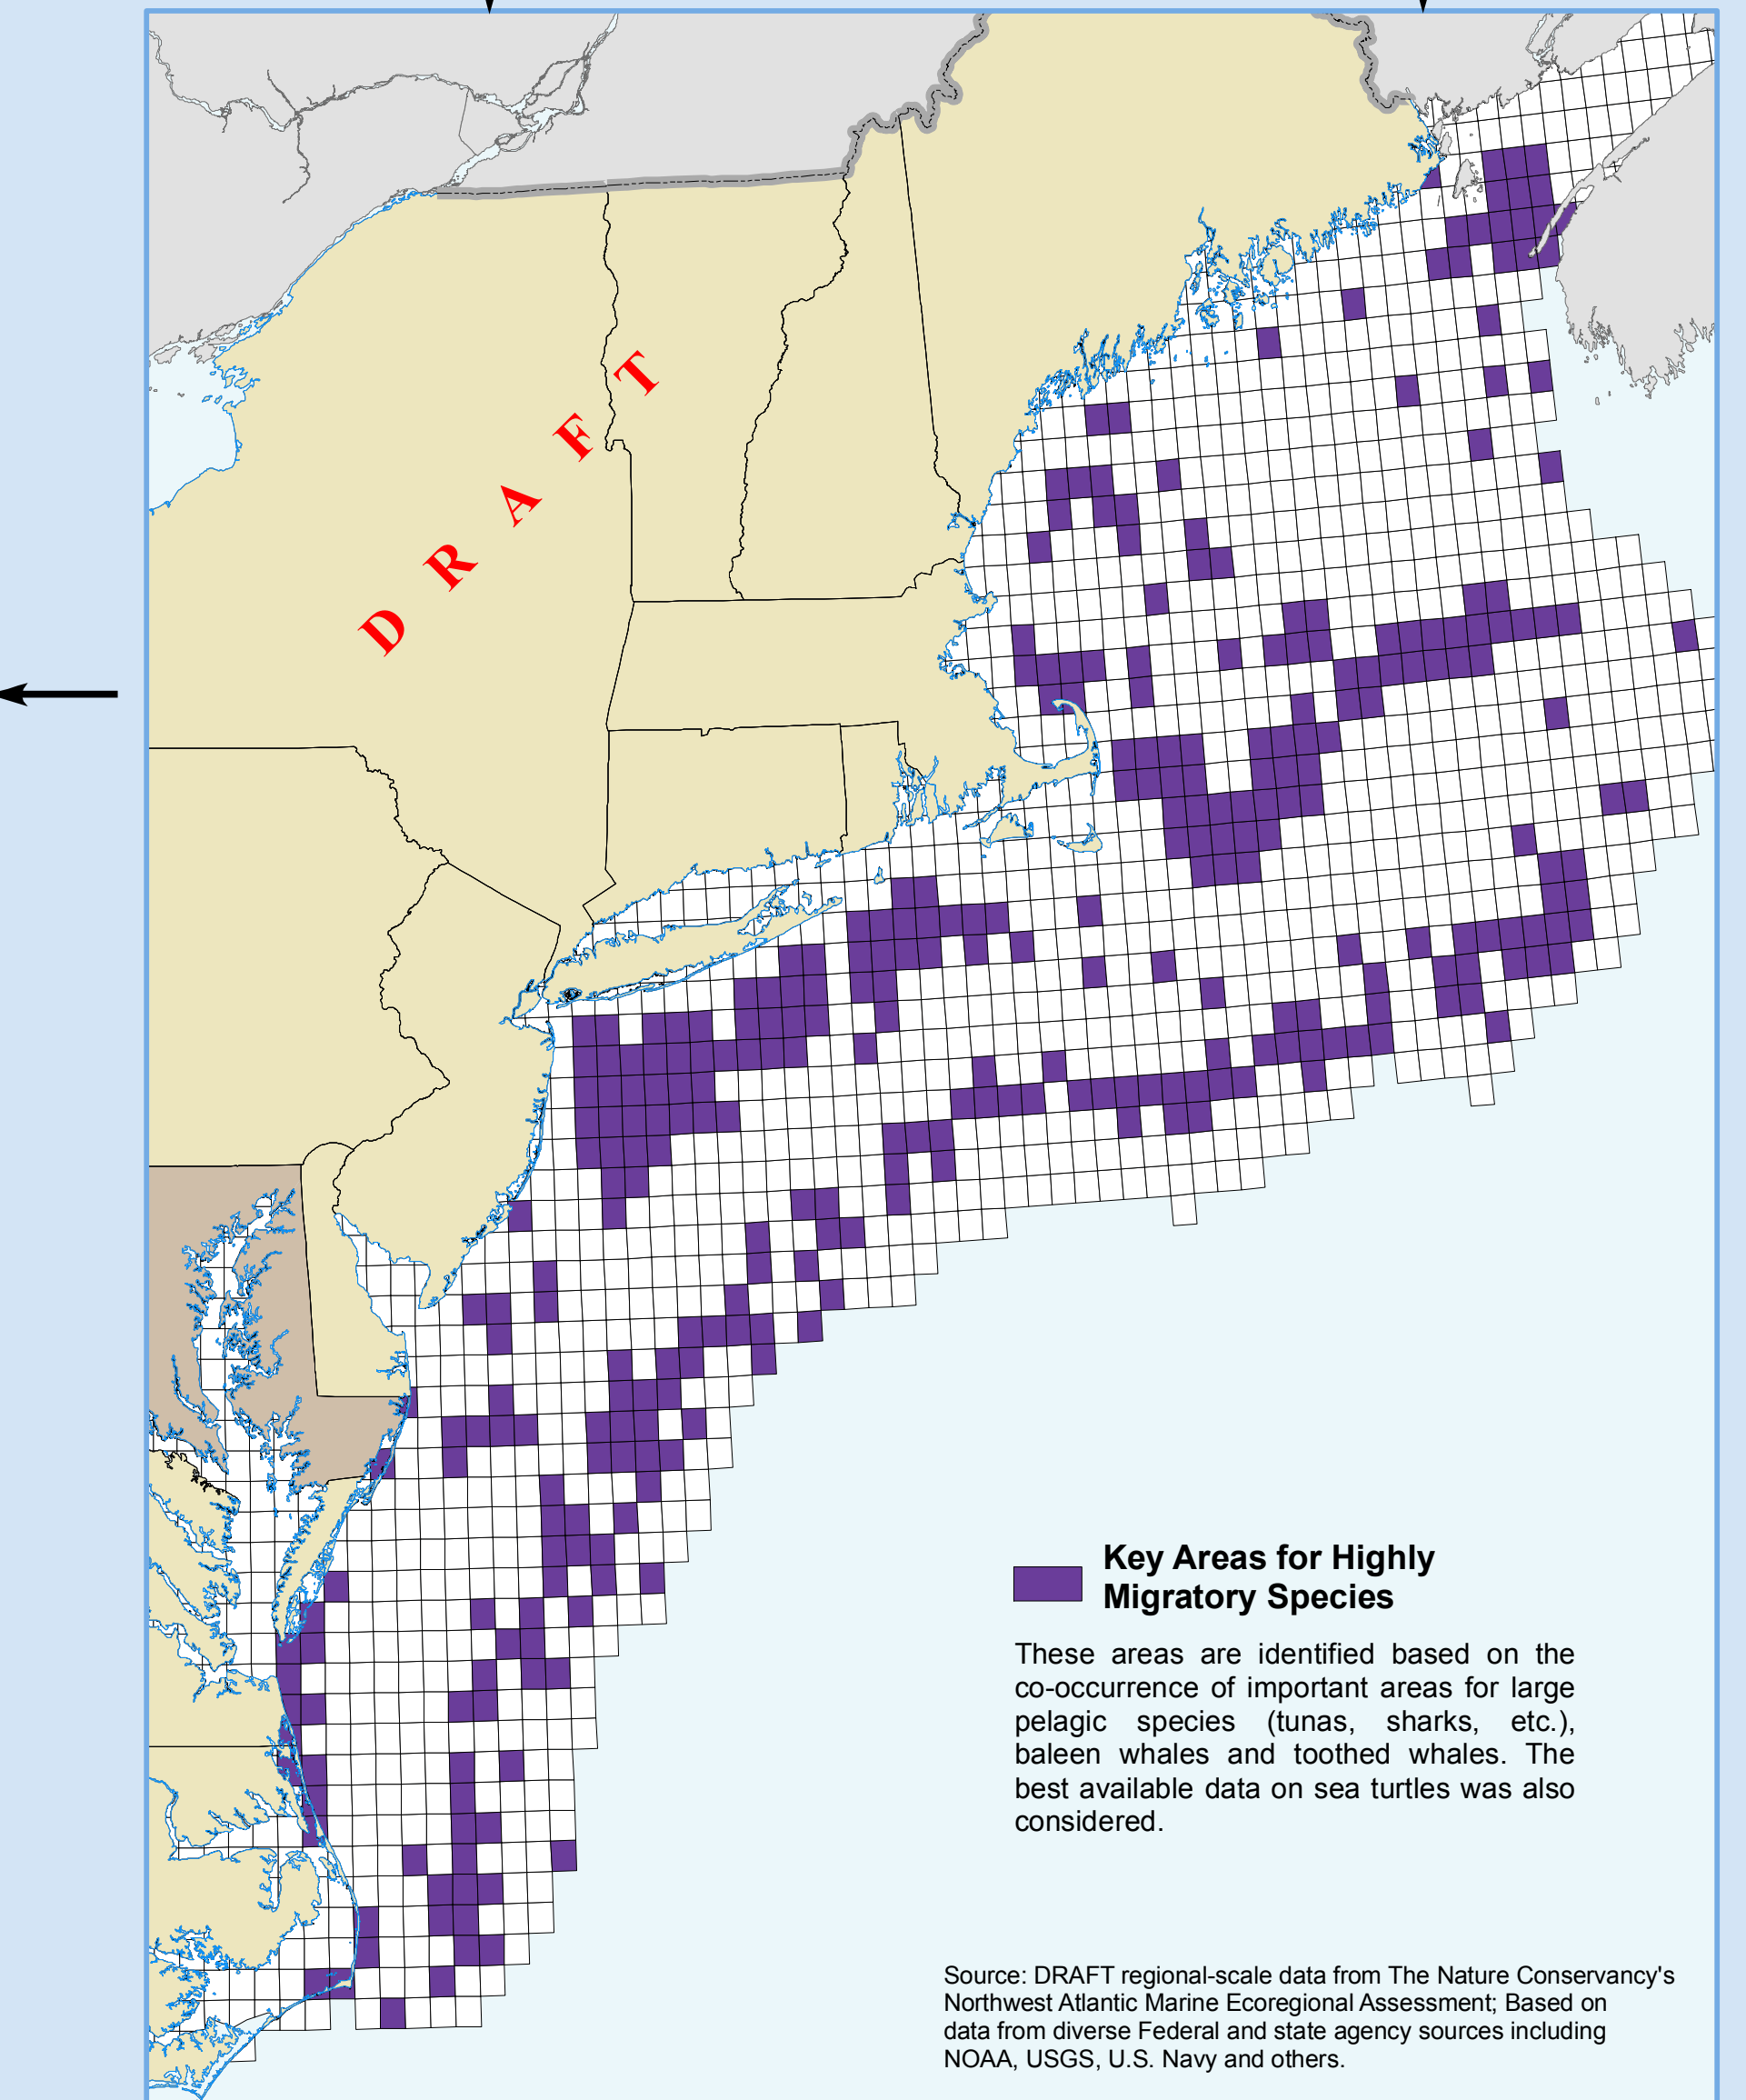 DRAFT
Key Areas for Highly
Migratory Species
These areas are identified based on the
co-occurrence of important areas for large
pelagic species (tunas, sharks, etc.),
baleen whales and toothed whales. The
best available data on sea turtles was also
considered.
Source: DRAFT regional-scale data from The Nature Conservancy's
Northwest Atlantic Marine Ecoregional Assessment; Based on
data from diverse Federal and state agency sources including
NOAA, USGS, U.S. Navy and others.